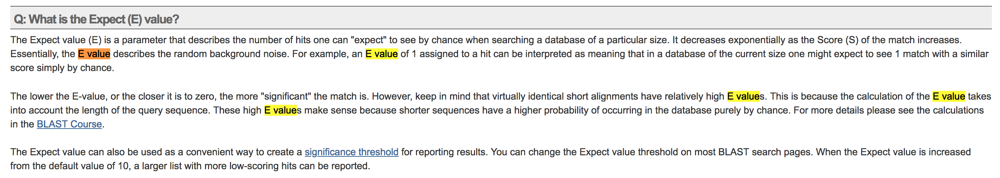 Q: What is the Expect (E) value?
The Expect value (E) is a parameter that describes the number of hits one can "expect" to see by chance when searching a database of a particular size. It decreases exponentially as the Score (S) of the match increases.
Essentially, the E value describes the random background noise. For example, an E value of 1 assigned to a hit can be interpreted as meaning that in a database of the current size one might expect to see 1 match with a similar
score simply by chance.
The lower the E-value, or the closer it is to zero, the more "significant" the match is. However, keep in mind that virtually identical short alignments have relatively high E values. This is because the calculation of the E value takes
into account the length of the query sequence. These high E values make sense because shorter sequences have a higher probability of occurring in the database purely by chance. For more details please see the calculations
in the BLAST Course.
The Expect value can also be used as a convenient way to create a significance threshold for reporting results. You can change the Expect value threshold on most BLAST search pages. When the Expect value is increased
from the default value of 10, a larger list with more low-scoring hits can be reported.